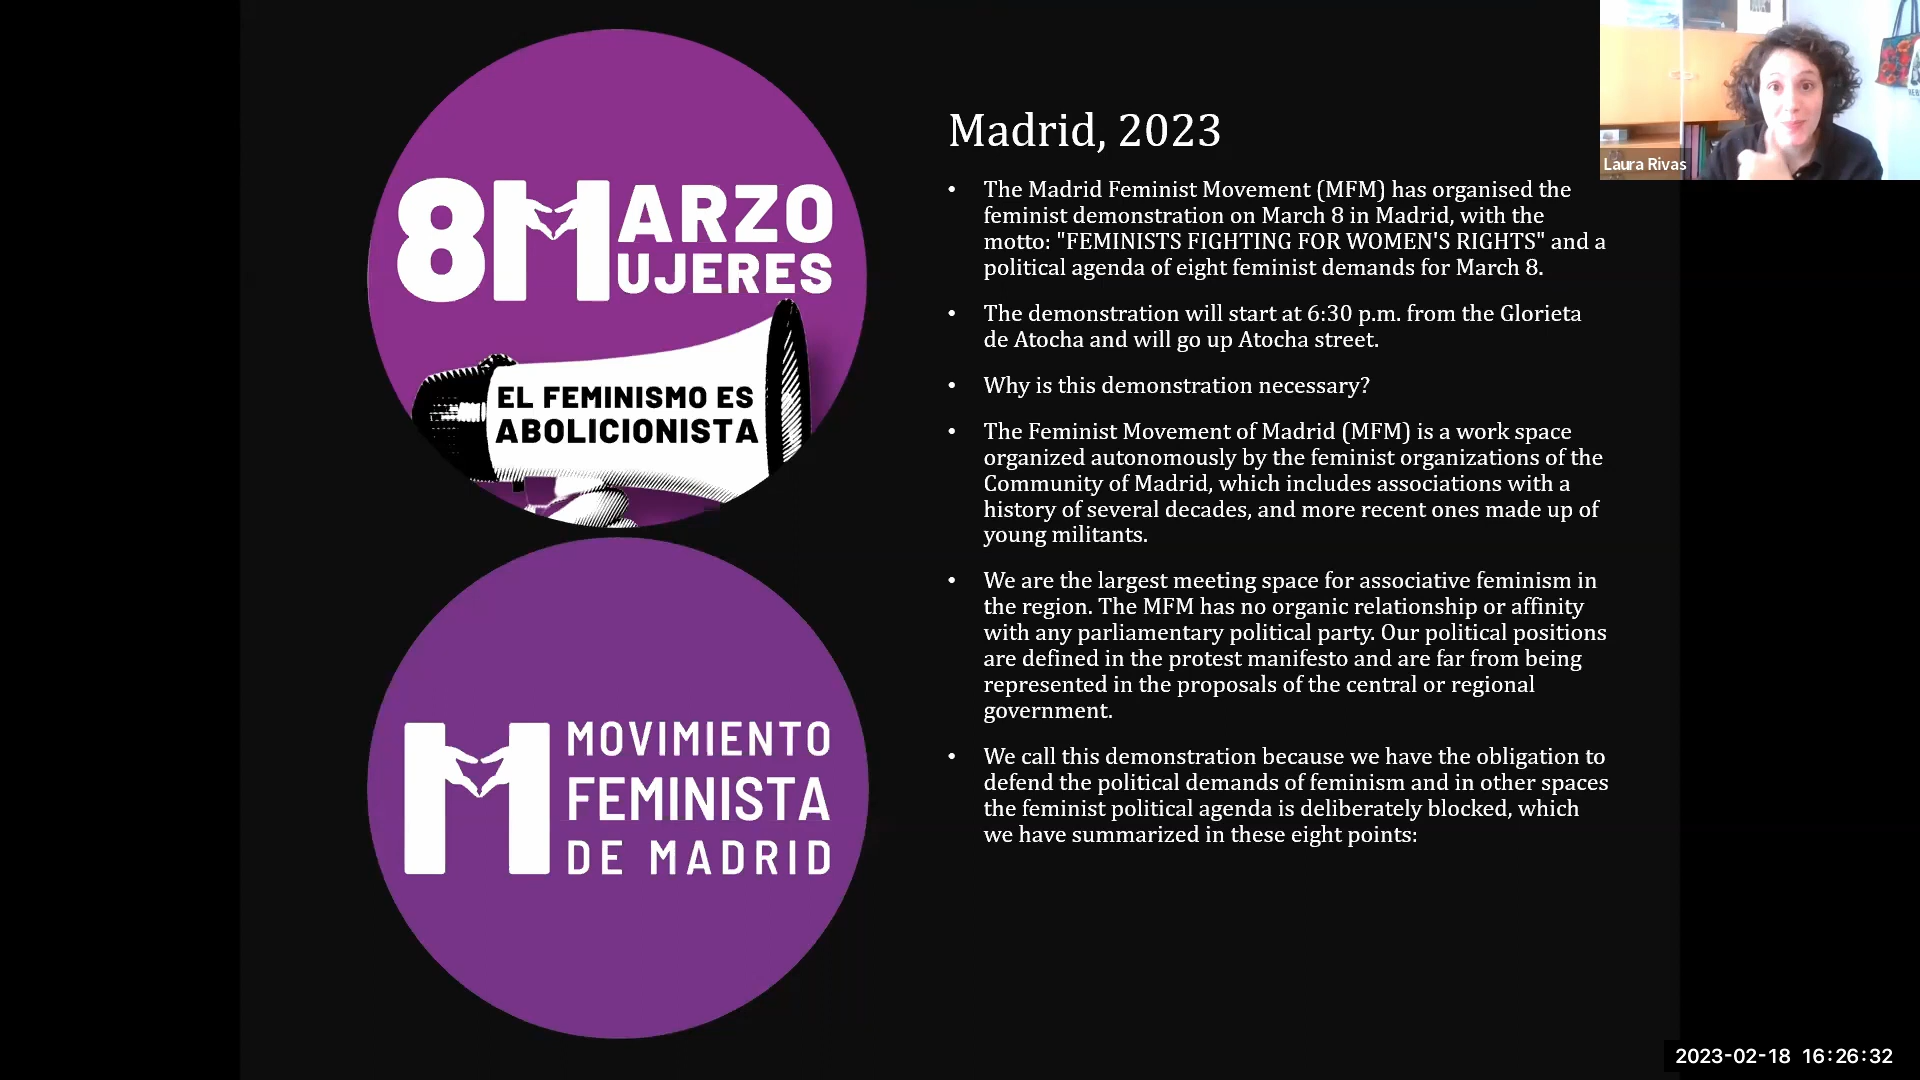 8MARZO
MUJERES
EL FEMINISMO ES
ABOLICIONISTA
M MOVIMIENTO
FEMINISTA
DE MADRID
Madrid, 2023
• The Madrid Feminist Movement (MFM) has organised the
feminist demonstration on March 8 in Madrid, with the
motto: "FEMINISTS FIGHTING FOR WOMEN'S RIGHTS" and a
political agenda of eight feminist demands for March 8.
• The demonstration will start at 6:30 p.m. from the Glorieta
de Atocha and will go up Atocha street.
• Why is this demonstration necessary?
• The Feminist Movement of Madrid (MFM) is a work space
organized autonomously by the feminist organizations of the
Community of Madrid, which includes associations with a
history of several decades, and more recent ones made up of
young militants.
• We are the largest meeting space for associative feminism in
the region. The MFM has no organic relationship or affinity
with any parliamentary political party. Our political positions
are defined in the protest manifesto and are far from being
represented in the proposals of the central or regional
government.
• We call this demonstration because we have the obligation to
defend the political demands of feminism and in other spaces
the feminist political agenda is deliberately blocked, which
we have summarized in these eight points:
Laura Rivas
2023-02-18 16:26:32